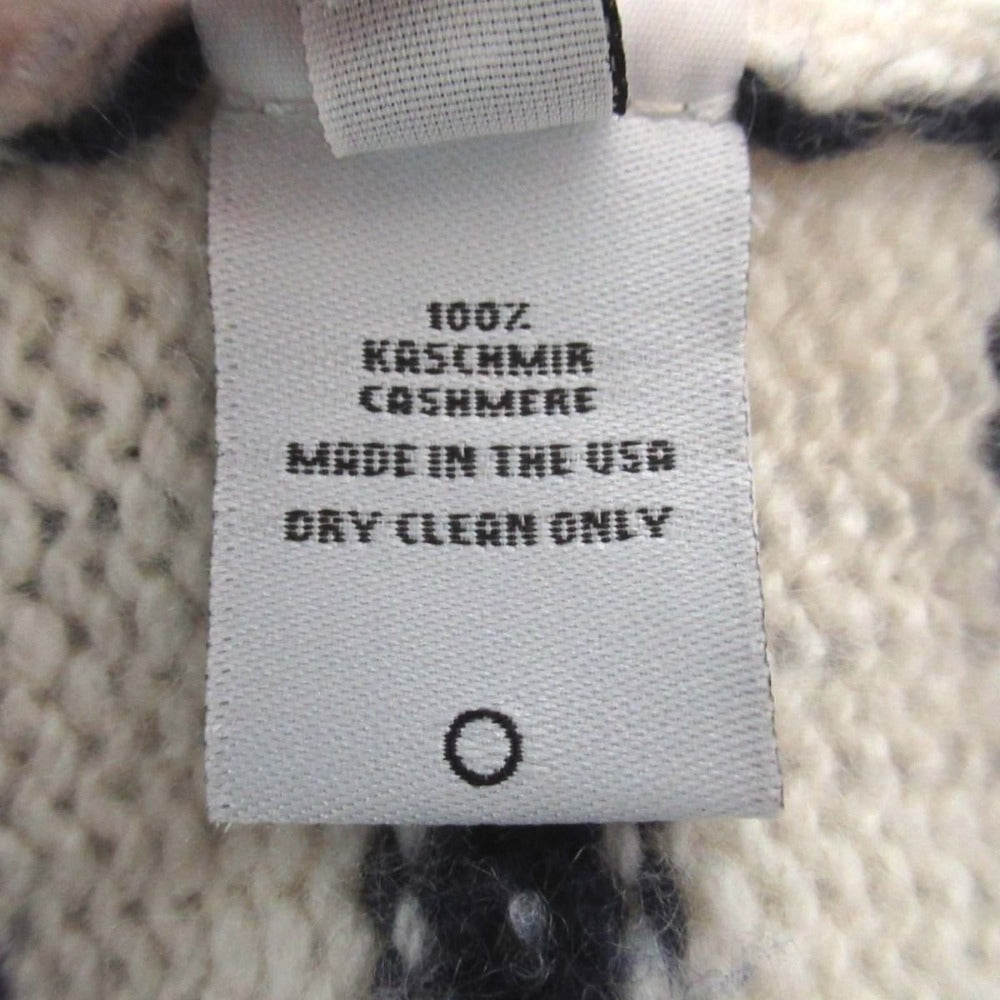 100%
KASCHMIR
CASHMERE
MADE IN THE USA
DRY CLEAN ONLY